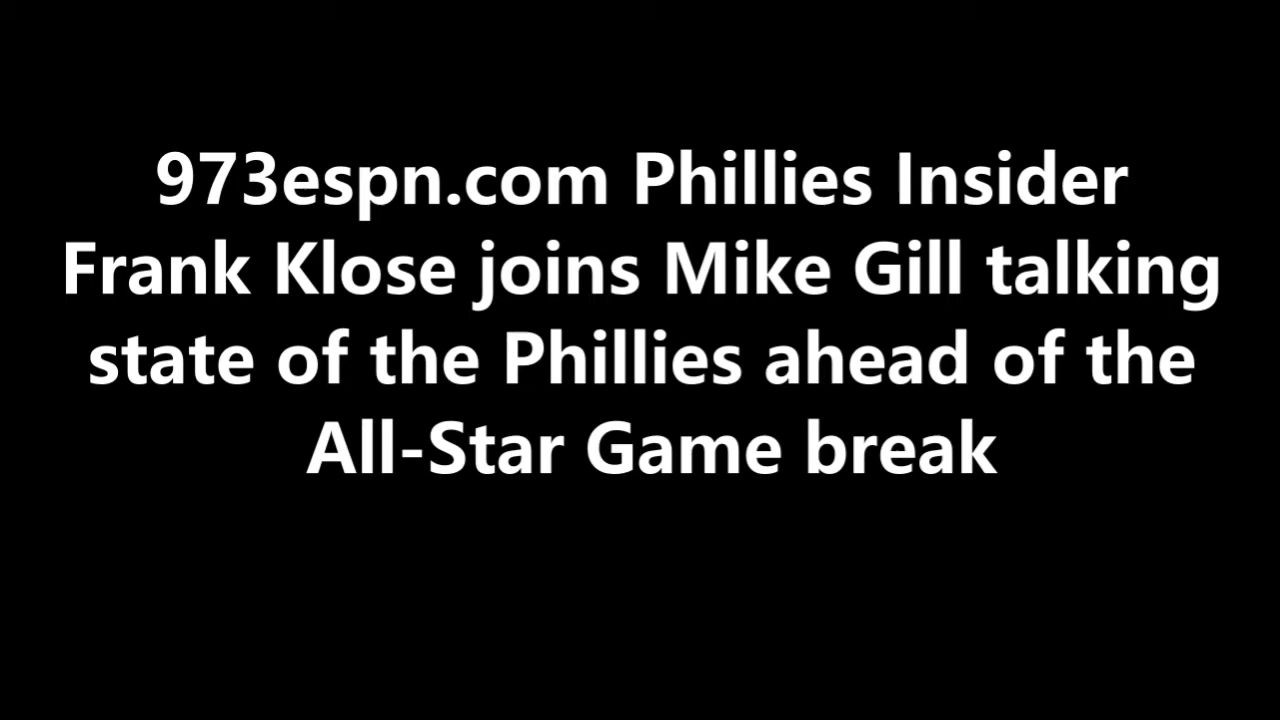 973espn.com Phillies Insider
Frank Klose joins Mike Gill talking
state of the Phillies ahead of the
All-Star Game break